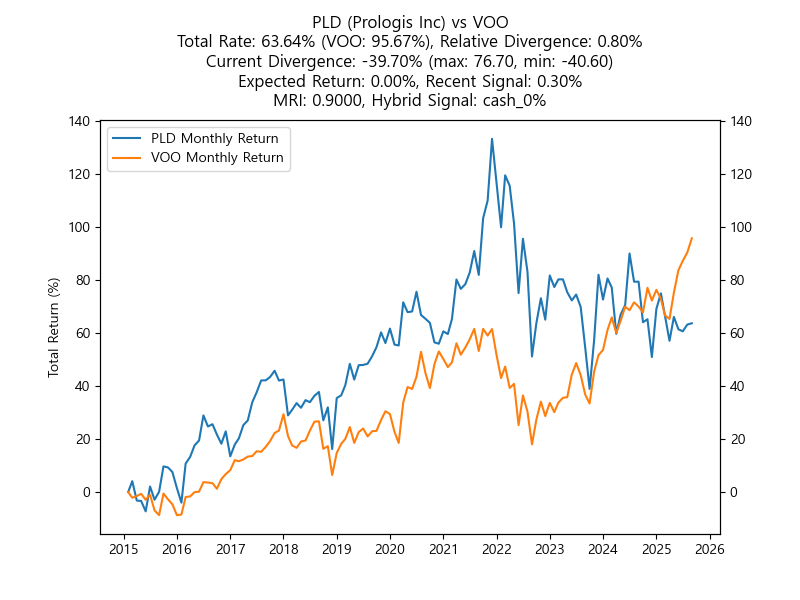 PLD (Prologis Inc) vs VOO
Total Rate: 63.64% (VOO: 95.67%), Relative Divergence: 0.80%
Current Divergence: -39.70% (max: 76.70, min: -40.60)
Expected Return: 0.00%, Recent Signal: 0.30%
MRI: 0.9000, Hybrid Signal: cash_0%
PLD Monthly Return
VOO Monthly Return
Total Return (%)
140
120
100
80
60
40
20
0
140
120
100
80
60
40
20
0
2015 2016 2017 2018 2019 2020 2021 2022 2023 2024 2025 2026